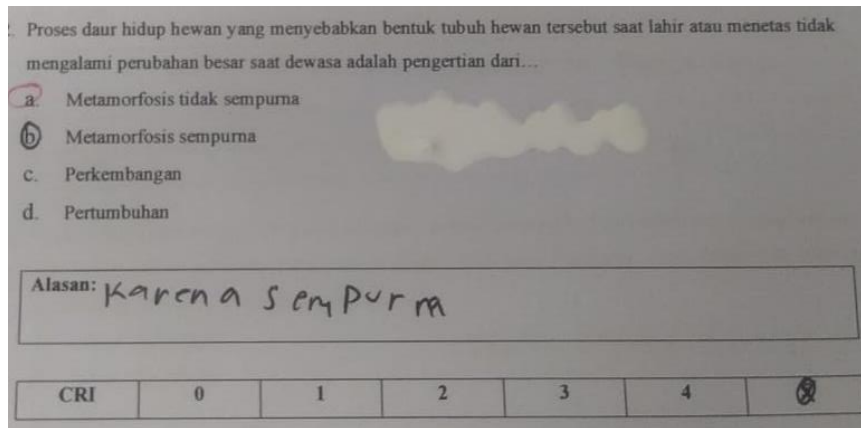 Proses daur hidup hewan yang menyebabkan bentuk tubuh hewan tersebut saat lahir atau menetas tidak
mengalami perubahan besar saat dewasa adalah pengertian dari…
a. Metamorfosis tidak sempurna
b. Metamorfosis sempurna
c. Perkembangan
d. Pertumbuhan
Alasan: Karena sempurna
CRI 0 1 2 3 4